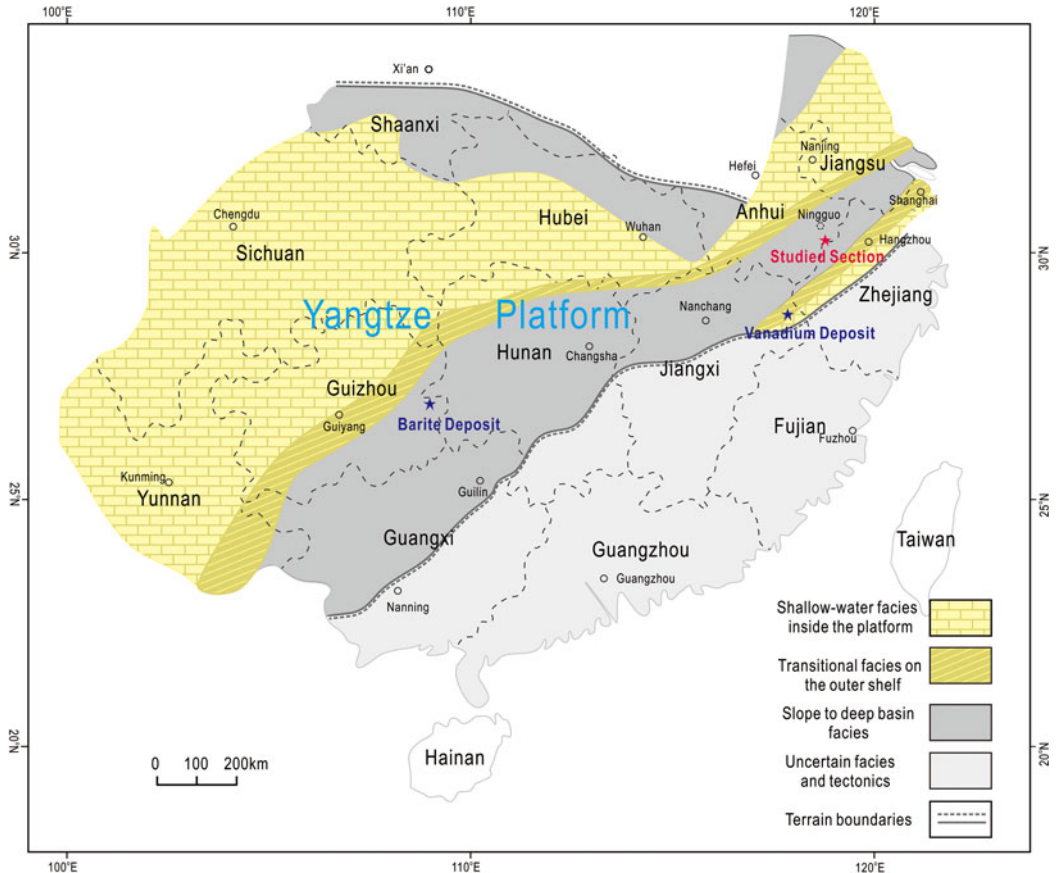 100°E
110°E
120°E
Xi'an
Shaanxi
Nanjing
Jiangsu
Hefei
Shanghai
Chengdu
Hubei
Anhui
Ningguo
Wuhan
Hangzhou
30°N
Sichuan
Studied Section
30°N
Zhejiang
Yangtze Platform
Nanchang
Vanadium Deposit
Hunan
Changsha
Jiangxi
Guizhou
Guiyang
Barite Deposit
Fujian
Fuzhou
Kunming
Yunnan
Guilin
25°N
25°N
Guangxi
Guangzhou
Taiwan
Guangzhou
Nanning
Shallow-water facies
inside the platform
Transitional facies on
the outer shelf
Slope to deep basin
facies
20°N
20°N
Hainan
0 100 200km
Uncertain facies
and tectonics
Terrain boundaries
100°E
110°E
120°E